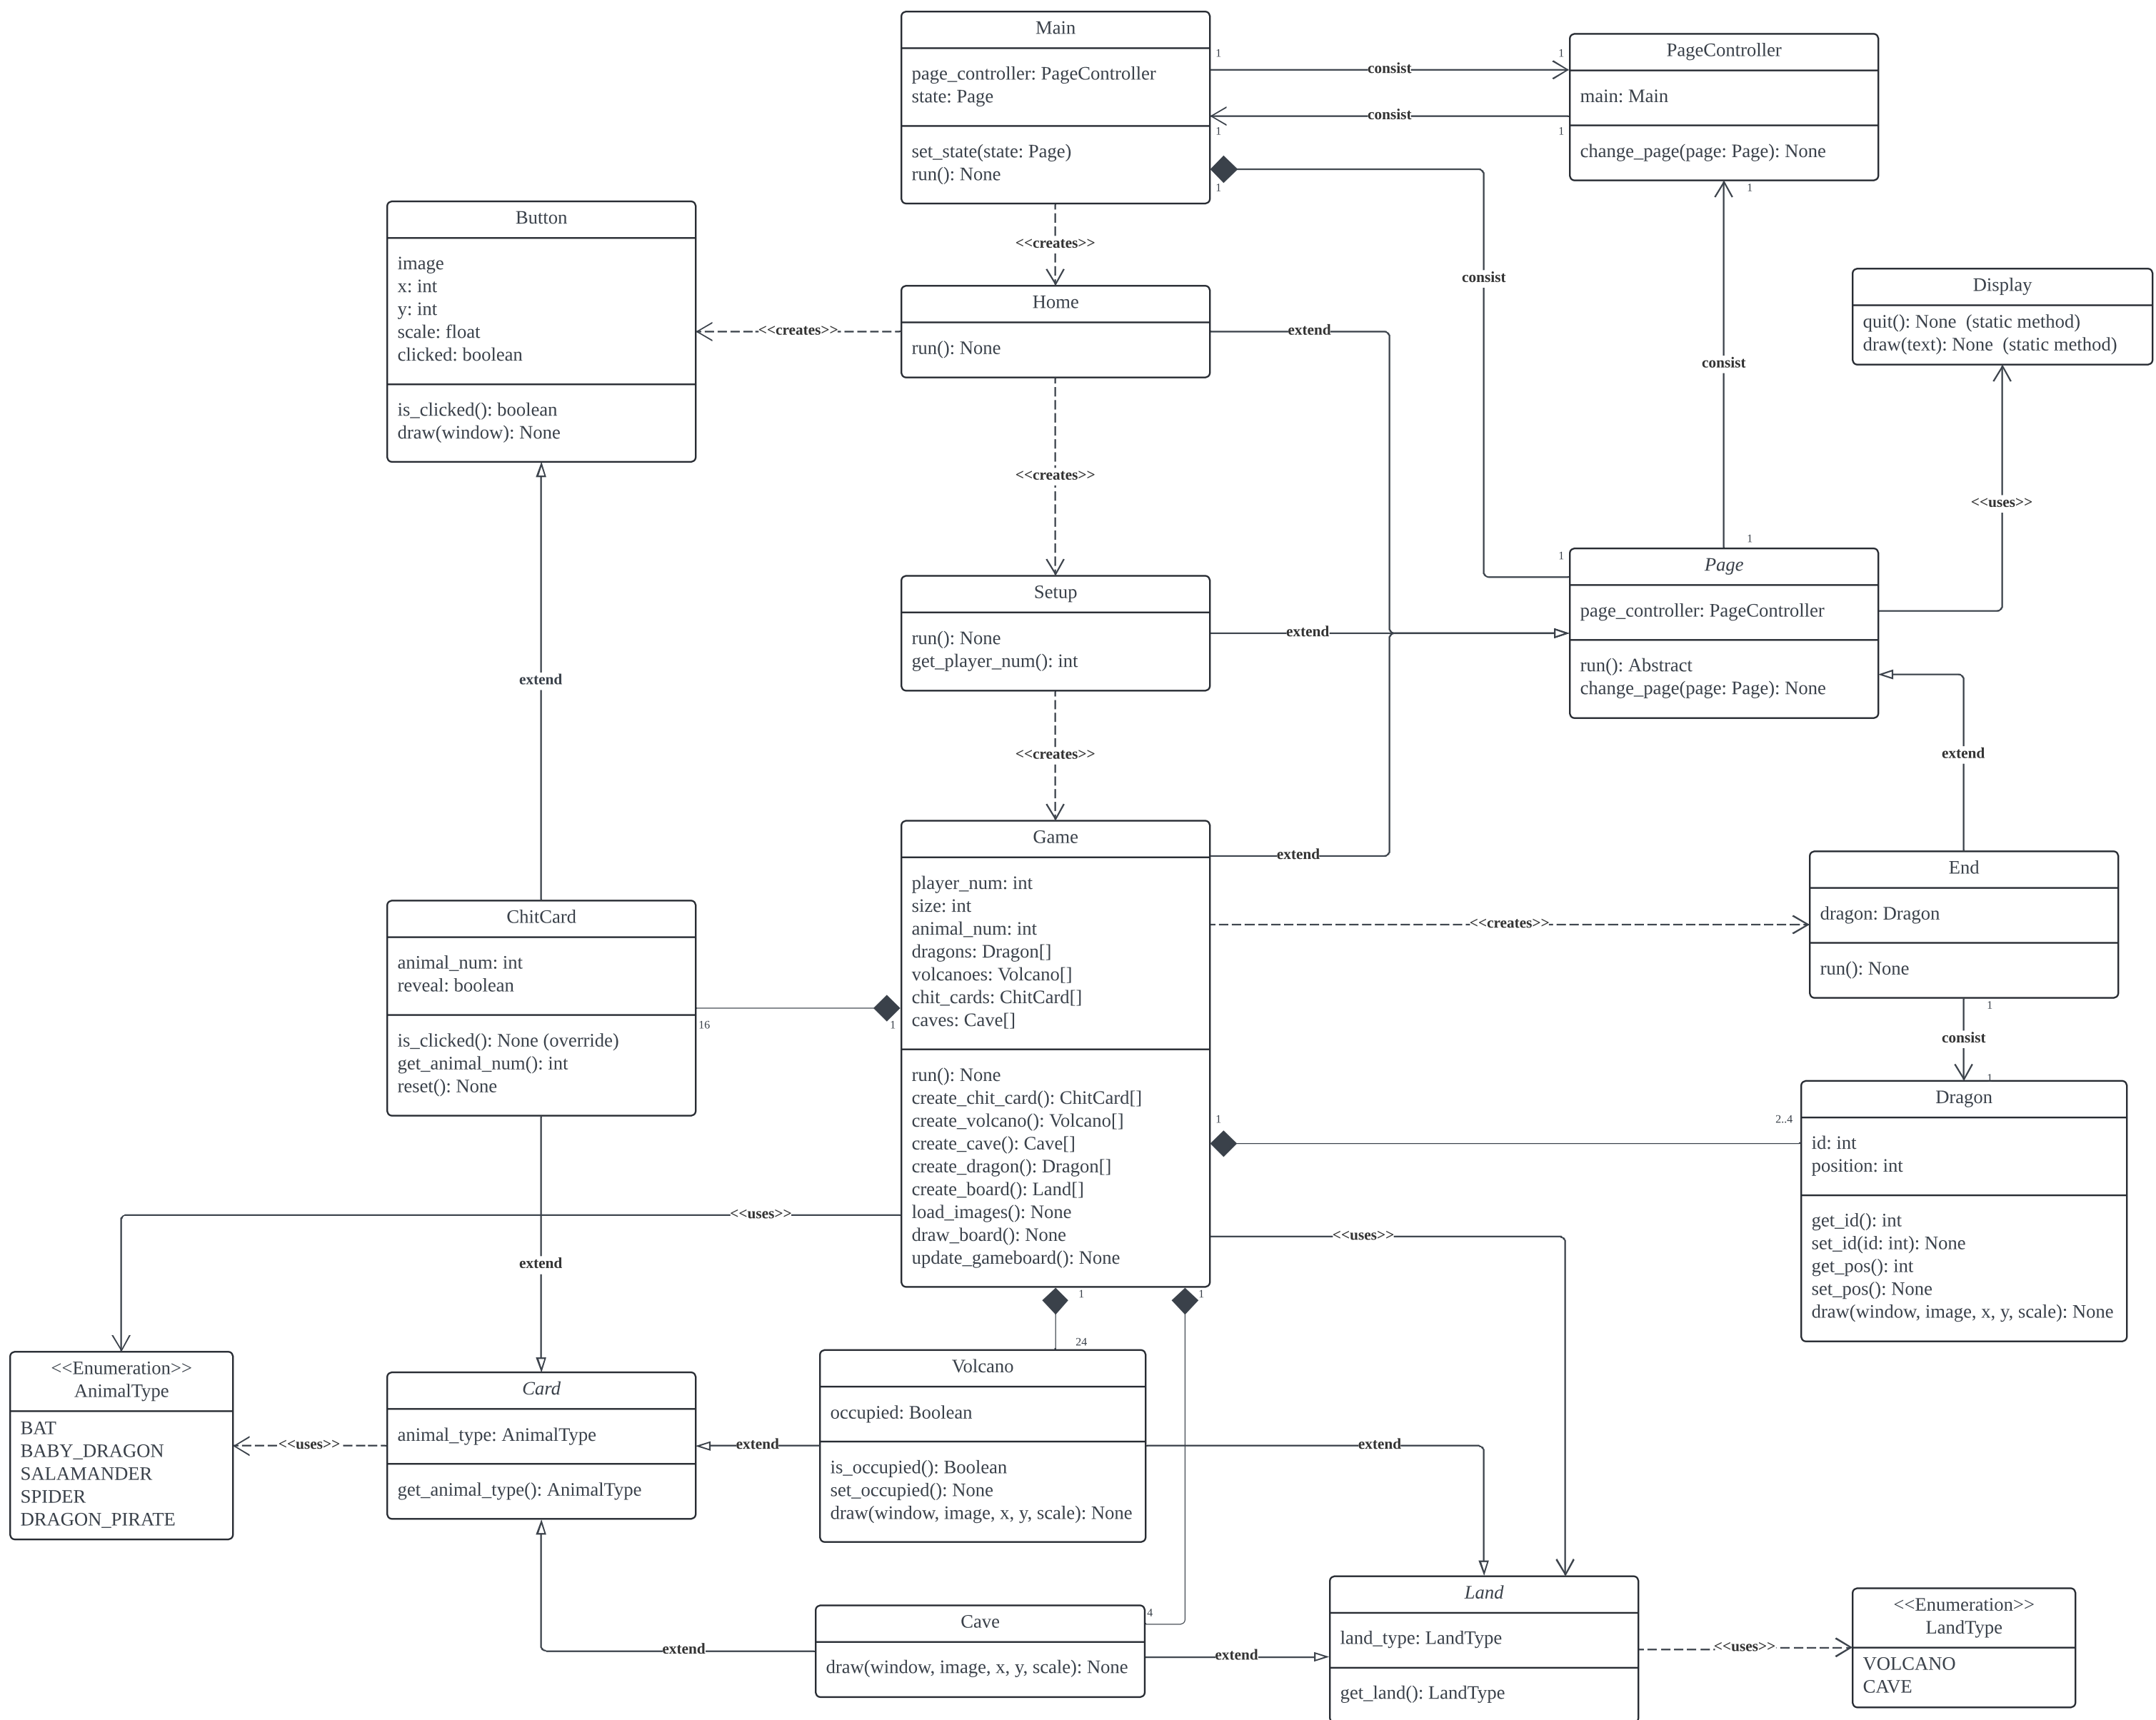 Main
page_controller: PageController
state: Page
set_state(state: Page)
run(): None
1
consist
1
consist
1
1
1
PageController
main: Main
change_page(page: Page): None
1
Button
image
x: int
y: int
scale: float
clicked: boolean
is_clicked(): boolean
draw(window): None
<<creates>>
Home
run(): None
<<creates>>
extend
consist
consist
Display
quit(): None  (static method)
draw(text): None  (static method)
<<uses>>
<<creates>>
Setup
run(): None
get_player_num(): int
extend
1
1
Page
page_controller: PageController
run(): Abstract
change_page(page: Page): None
extend
extend
<<creates>>
Game
player_num: int
size: int
animal_num: int
dragons: Dragon[]
volcanoes: Volcano[]
chit_cards: ChitCard[]
caves: Cave[]
run(): None
create_chit_card(): ChitCard[]
create_volcano(): Volcano[]
create_cave(): Cave[]
create_dragon(): Dragon[]
create_board(): Land[]
load_images(): None
draw_board(): None
update_gameboard(): None
extend
<<creates>>
End
dragon: Dragon
run(): None
1
consist
1
ChitCard
animal_num: int
reveal: boolean
is_clicked(): None (override)
get_animal_num(): int
reset(): None
16
1
1
2..4
Dragon
id: int
position: int
get_id(): int
set_id(id: int): None
get_pos(): int
set_pos(): None
draw(window, image, x, y, scale): None
<<uses>>
<<uses>>
extend
1
1
24
4
<<Enumeration>>
AnimalType
BAT
BABY_DRAGON
SALAMANDER
SPIDER
DRAGON_PIRATE
<<uses>>
Card
animal_type: AnimalType
get_animal_type(): AnimalType
extend
Volcano
occupied: Boolean
is_occupied(): Boolean
set_occupied(): None
draw(window, image, x, y, scale): None
extend
extend
Cave
draw(window, image, x, y, scale): None
extend
Land
land_type: LandType
get_land(): LandType
<<uses>>
<<Enumeration>>
LandType
VOLCANO
CAVE